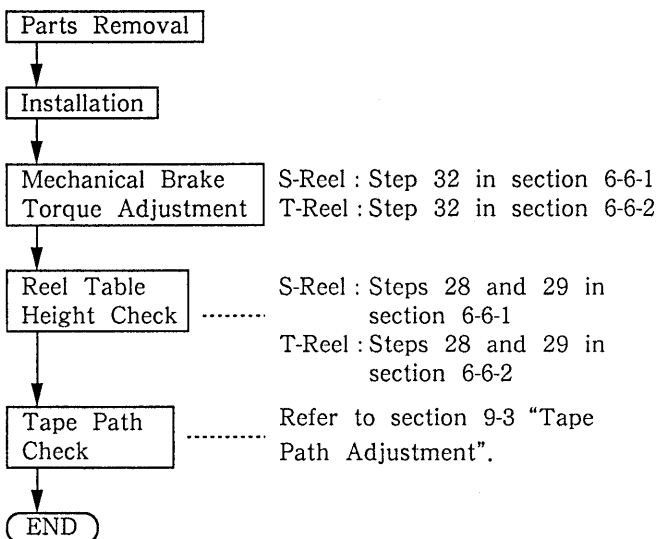 Parts Removal
Installation
Mechanical Brake
Torque Adjustment
S-Reel : Step 32 in section 6-6-1
T-Reel : Step 32 in section 6-6-2
Reel Table
Height Check
S-Reel : Steps 28 and 29 in
section 6-6-1
T-Reel : Steps 28 and 29 in
section 6-6-2
Tape Path
Check
Refer to section 9-3 “Tape
Path Adjustment”.
END